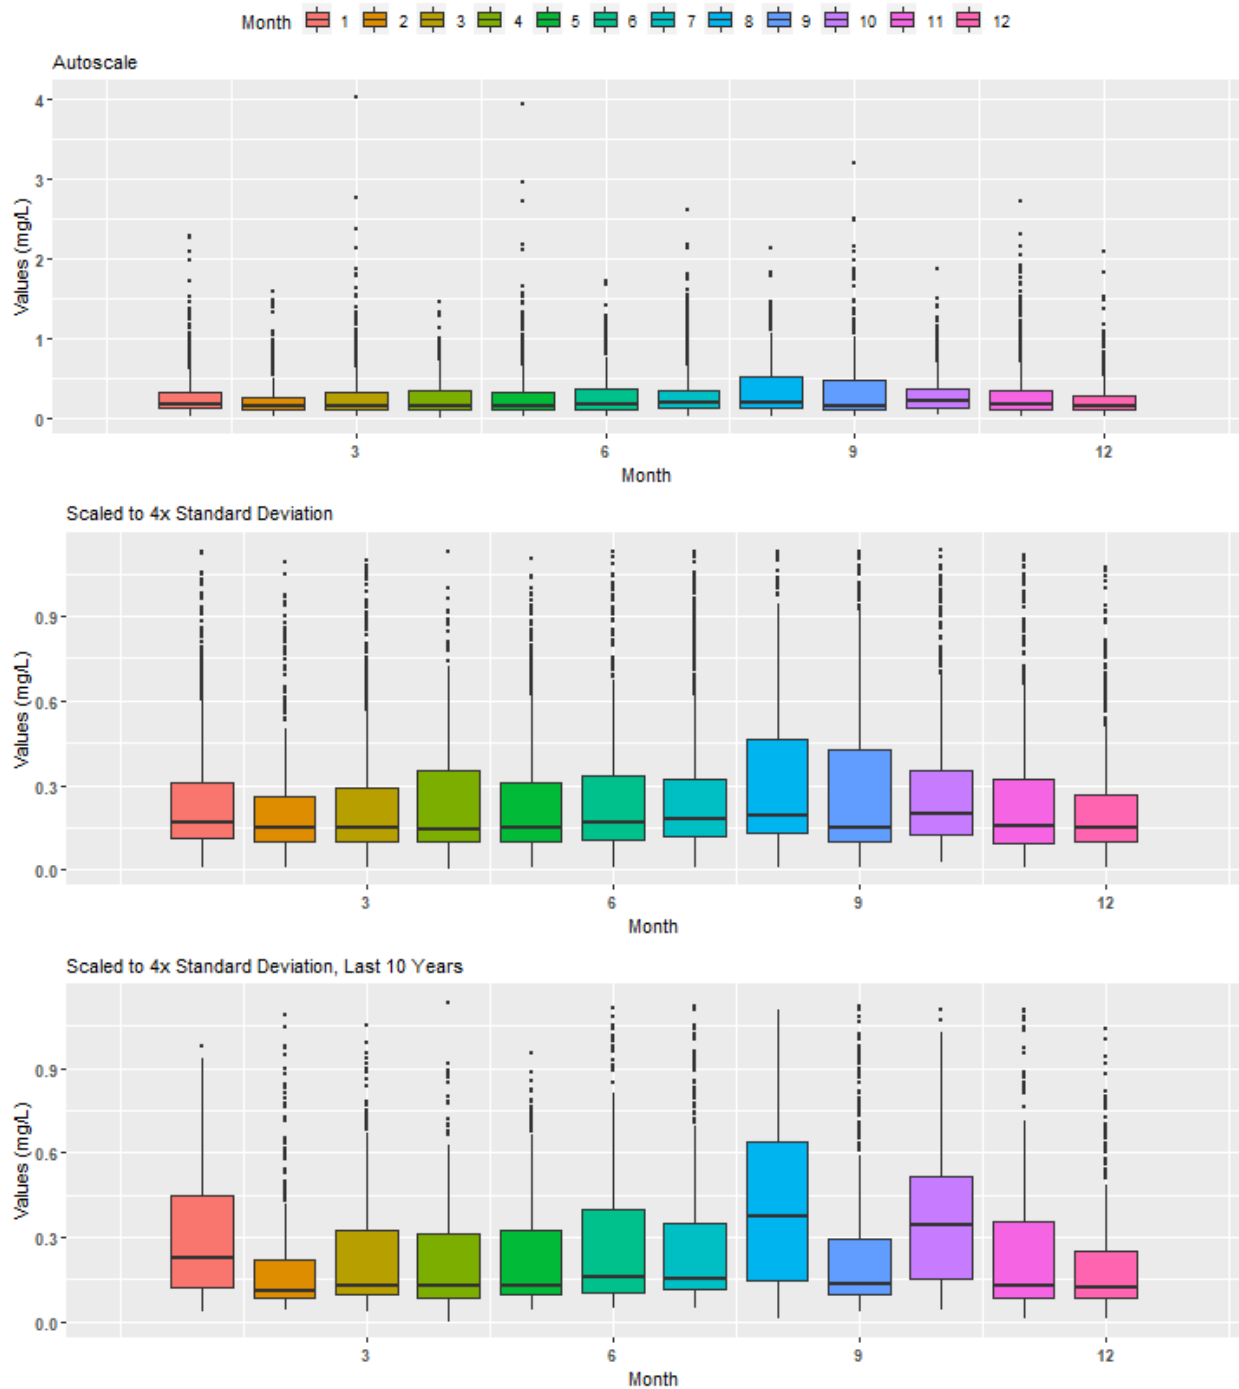 Month 1 2 3 4 5 6 7 8 9 10 11 12
Autoscale
Values (mg/L)
4
3
2
1
0
3 6 9 12
Month
Scaled to 4x Standard Deviation
Values (mg/L)
0.9
0.6
0.3
0.0
3 6 9 12
Month
Scaled to 4x Standard Deviation, Last 10 Years
Values (mg/L)
0.9
0.6
0.3
0.0
3 6 9 12
Month